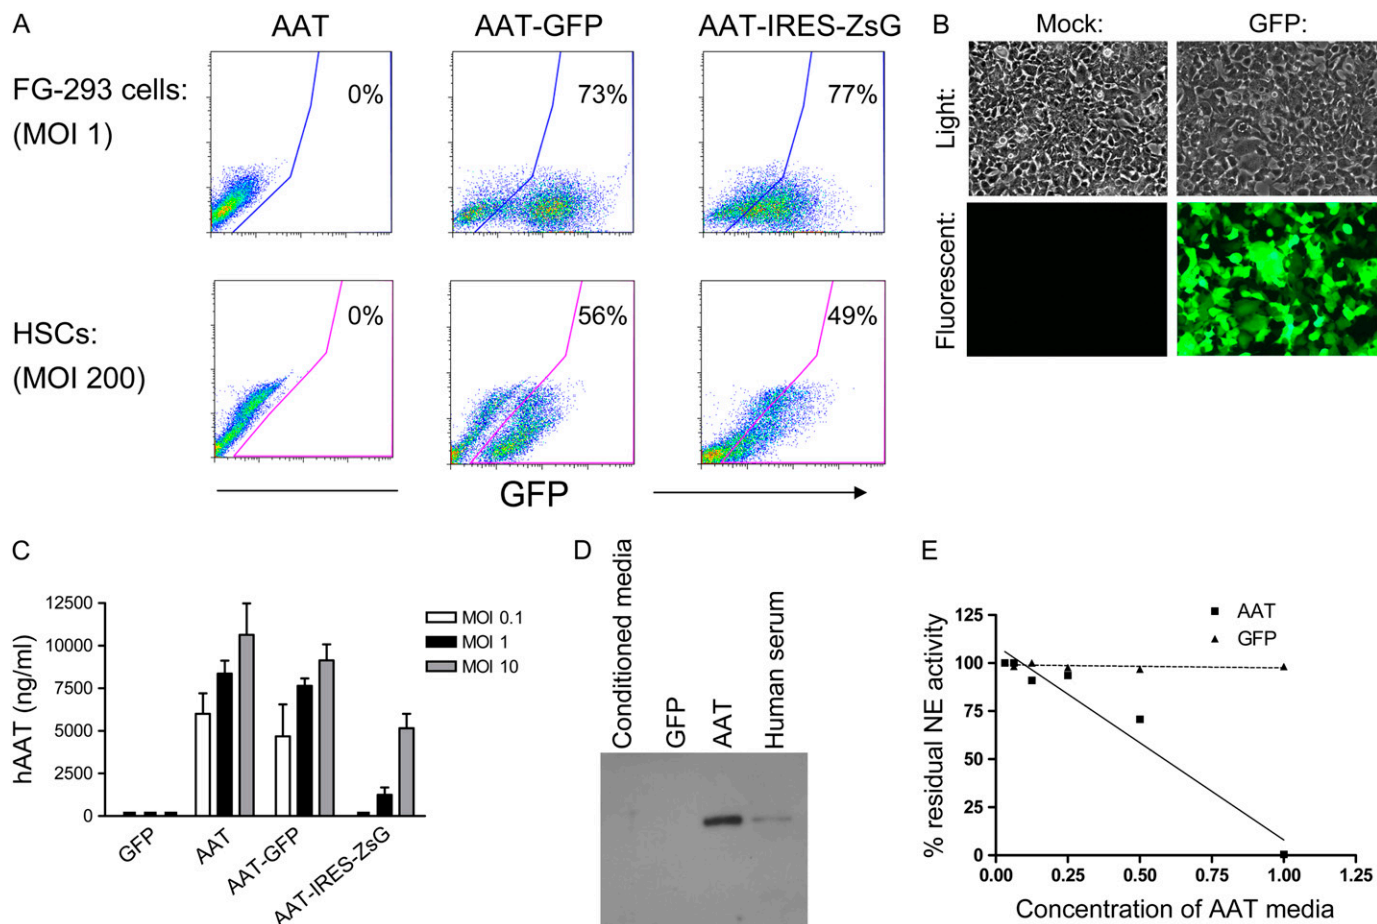 A
AAT
AAT-GFP
AAT-IRES-ZsG
FG-293 cells:
(MOI 1)
0%
73%
77%
HSCs:
(MOI 200)
0%
56%
49%
GFP
B
Mock:
GFP:
Light:
Fluorescent:
C
hAAT (ng/ml)
12500
10000
7500
5000
2500
0
GFP
AAT
AAT-GFP
AAT-IRES-ZsG
MOI 0.1
MOI 1
MOI 10
D
Conditioned media
GFP
AAT
Human serum
E
% residual NE activity
125
100
75
50
25
0
0.00
0.25
0.50
0.75
1.00
1.25
Concentration of AAT media
AAT
GFP